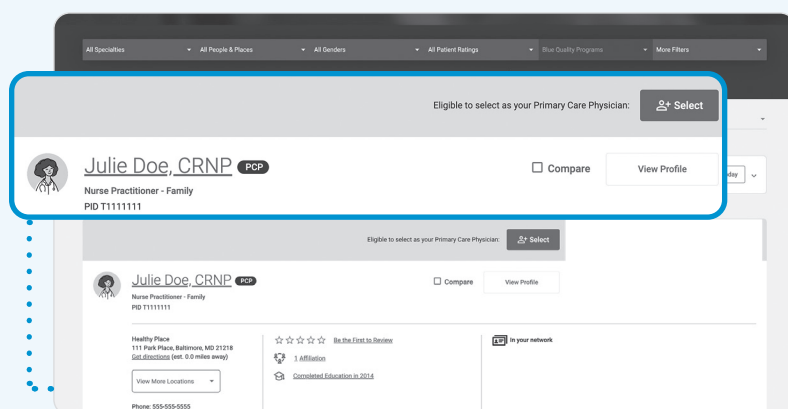 All Specialties All People & Places All Genders All Patient Ratings Blue Quality Programs More Filters
Eligible to select as your Primary Care Physician: Select
Julie Doe, CRNP PCP Compare View Profile
Nurse Practitioner - Family
PID T1111111
Eligible to select as your Primary Care Physician: Select
Julie Doe, CRNP PCP Compare View Profile
Nurse Practitioner - Family
PID T1111111
Healthy Place
111 Park Place, Baltimore, MD 21218
Get directions (est. 0.0 miles away)
View More Locations
Phone: 555-555-5555
Be the First to Review
1 Affiliation
Completed Education in 2014
In your network